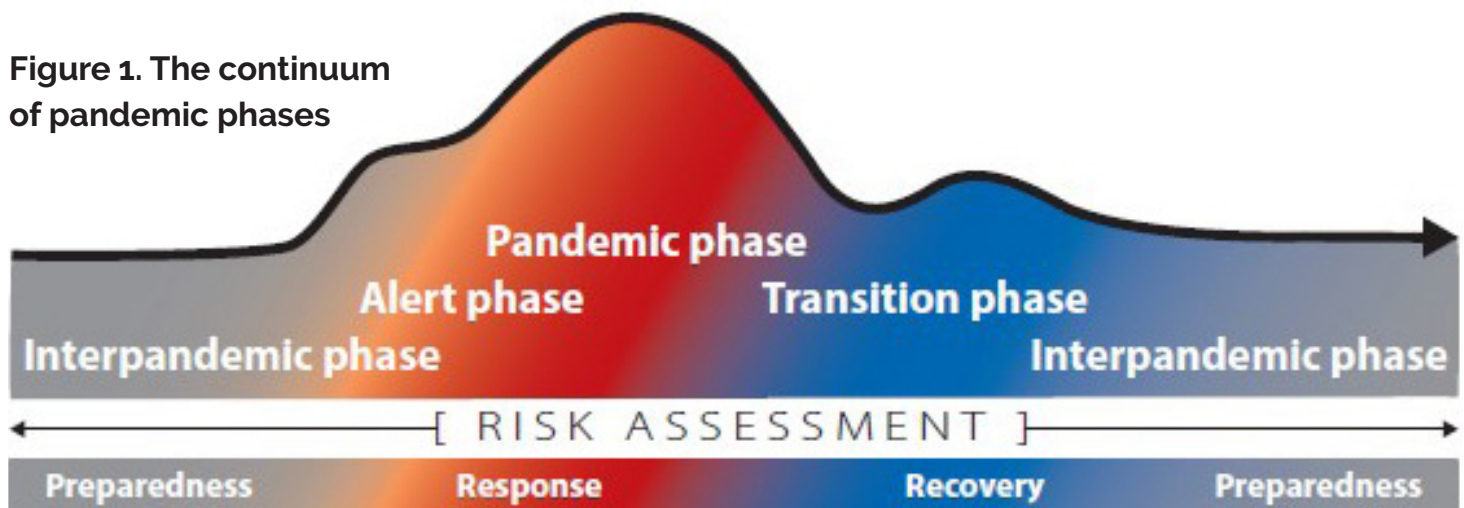 Figure 1. The continuum
of pandemic phases
Pandemic phase
Alert phase Transition phase
Interpandemic phase Interpandemic phase
[ RISK ASSESSMENT ]
Preparedness Response Recovery Preparedness